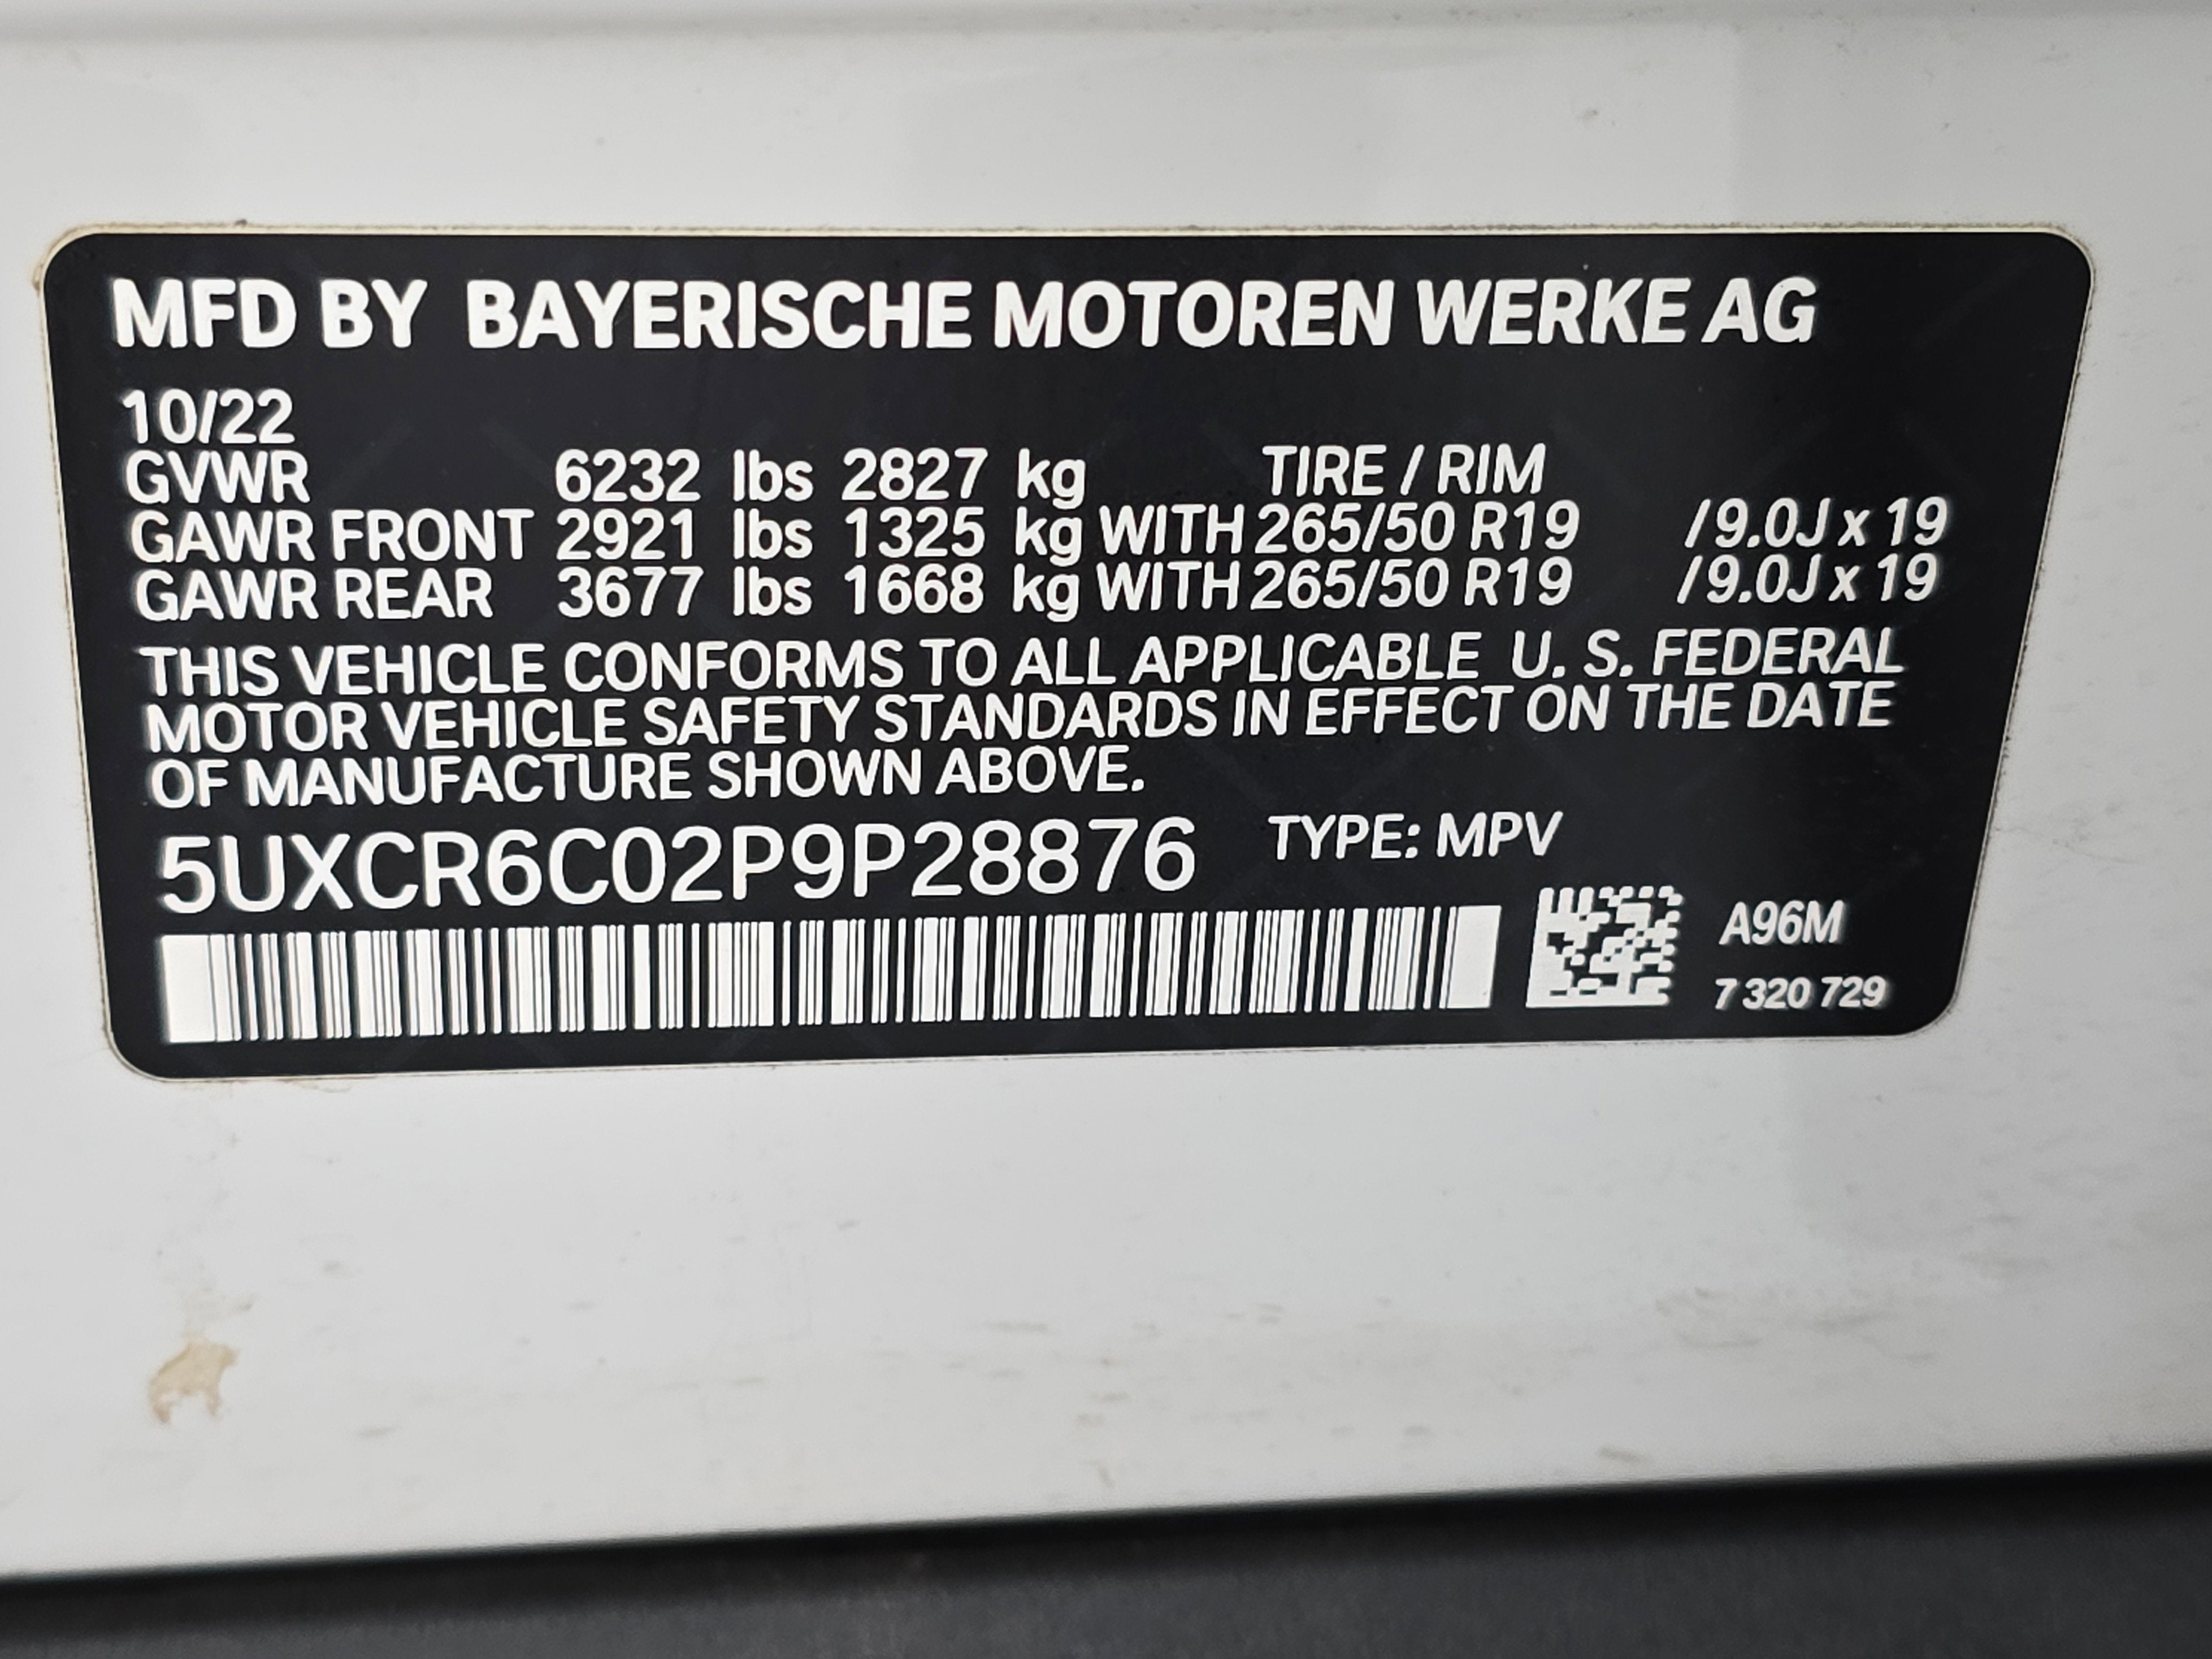 MFD BY BAYERISCHE MOTOREN WERKE AG
10/22
GVWR 6232 lbs 2827 kg TIRE / RIM
GAWR FRONT 2921 lbs 1325 kg WITH 265/50 R19 / 9.0J x 19
GAWR REAR 3677 lbs 1668 kg WITH 265/50 R19 / 9.0J x 19
THIS VEHICLE CONFORMS TO ALL APPLICABLE U. S. FEDERAL
MOTOR VEHICLE SAFETY STANDARDS IN EFFECT ON THE DATE
OF MANUFACTURE SHOWN ABOVE.
5UXCR6C02P9P28876 TYPE: MPV
A96M
7 320 729